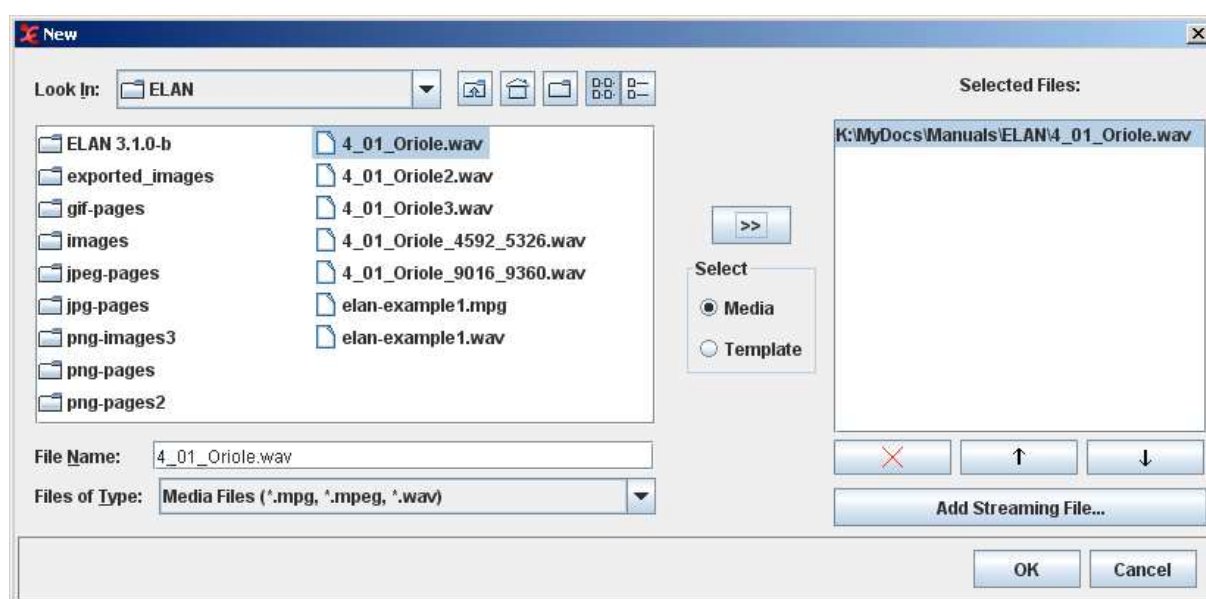 New
Look In: ELAN
Selected Files:
ELAN 3.1.0-b
exported_images
gif-pages
images
jpeg-pages
jpg-pages
png-images3
png-pages
png-pages2
4_01_Oriole.wav
4_01_Oriole2.wav
4_01_Oriole3.wav
4_01_Oriole_4592_5326.wav
4_01_Oriole_9016_9360.wav
elan-example1.mpg
elan-example1.wav
>>
Select
Media
Template
K:\MyDocs\Manuals\ELAN\4_01_Oriole.wav
File Name: 4_01_Oriole.wav
Files of Type: Media Files (*.mpg, *.mpeg, *.wav)
Add Streaming File...
OK Cancel